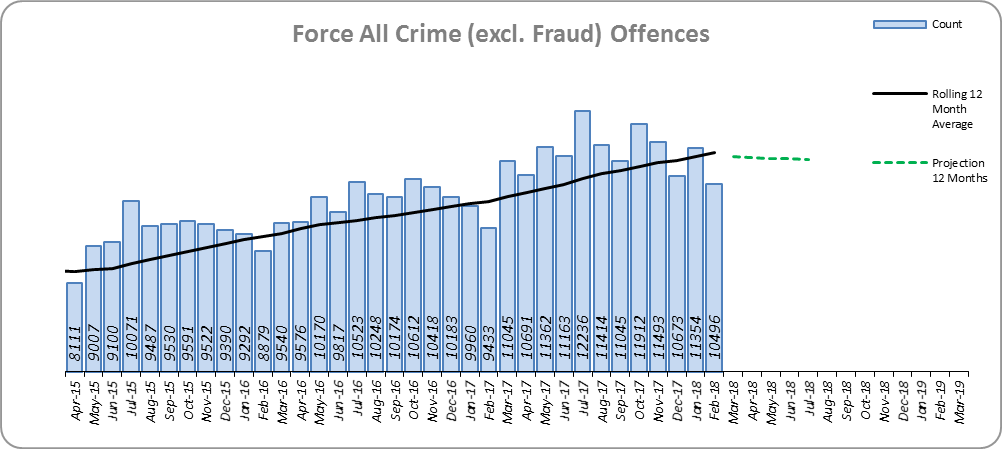 Force All Crime (excl. Fraud) Offences
Count
Rolling 12
Month
Average
Projection
12 Months
8111
9007
9100
10071
9487
9530
9591
9522
9390
9292
8879
9540
9576
10170
9817
10523
10248
10174
10612
10418
10183
9960
9433
11045
10691
11362
11163
12236
11414
11045
11912
11493
10673
11354
10496
Apr-15
May-15
Jun-15
Jul-15
Aug-15
Sep-15
Oct-15
Nov-15
Dec-15
Jan-16
Feb-16
Mar-16
Apr-16
May-16
Jun-16
Jul-16
Aug-16
Sep-16
Oct-16
Nov-16
Dec-16
Jan-17
Feb-17
Mar-17
Apr-17
May-17
Jun-17
Jul-17
Aug-17
Sep-17
Oct-17
Nov-17
Dec-17
Jan-18
Feb-18
Mar-18
Apr-18
May-18
Jun-18
Jul-18
Aug-18
Sep-18
Oct-18
Nov-18
Dec-18
Jan-19
Feb-19
Mar-19